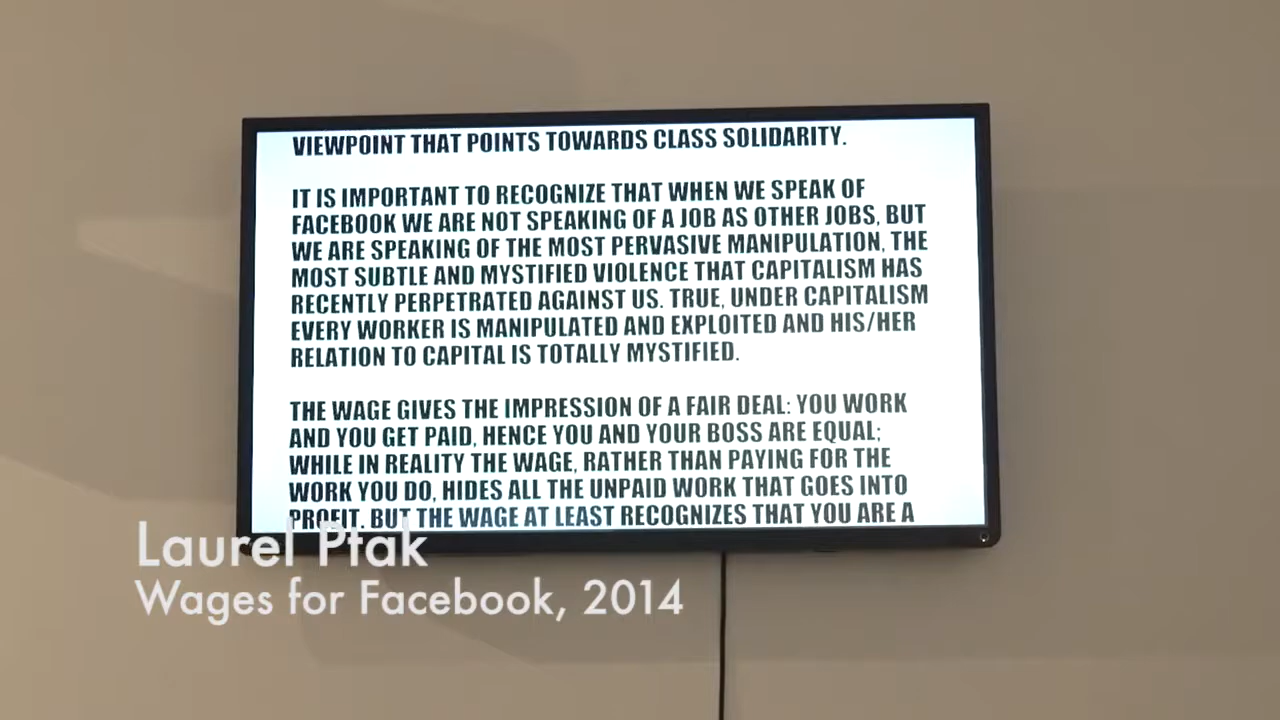 VIEWPOINT THAT POINTS TOWARDS CLASS SOLIDARITY.
IT IS IMPORTANT TO RECOGNIZE THAT WHEN WE SPEAK OF
FACEBOOK WE ARE NOT SPEAKING OF A JOB AS OTHER JOBS, BUT
WE ARE SPEAKING OF THE MOST PERVASIVE MANIPULATION, THE
MOST SUBTLE AND MYSTIFIED VIOLENCE THAT CAPITALISM HAS
RECENTLY PERPETRATED AGAINST US. TRUE, UNDER CAPITALISM
EVERY WORKER IS MANIPULATED AND EXPLOITED AND HIS/HER
RELATION TO CAPITAL IS TOTALLY MYSTIFIED.
THE WAGE GIVES THE IMPRESSION OF A FAIR DEAL: YOU WORK
AND YOU GET PAID, HENCE YOU AND YOUR BOSS ARE EQUAL;
WHILE IN REALITY THE WAGE, RATHER THAN PAYING FOR THE
WORK YOU DO, HIDES ALL THE UNPAID WORK THAT GOES INTO
PROFIT. BUT THE WAGE AT LEAST RECOGNIZES THAT YOU ARE A
Laurel Ptak
Wages for Facebook, 2014